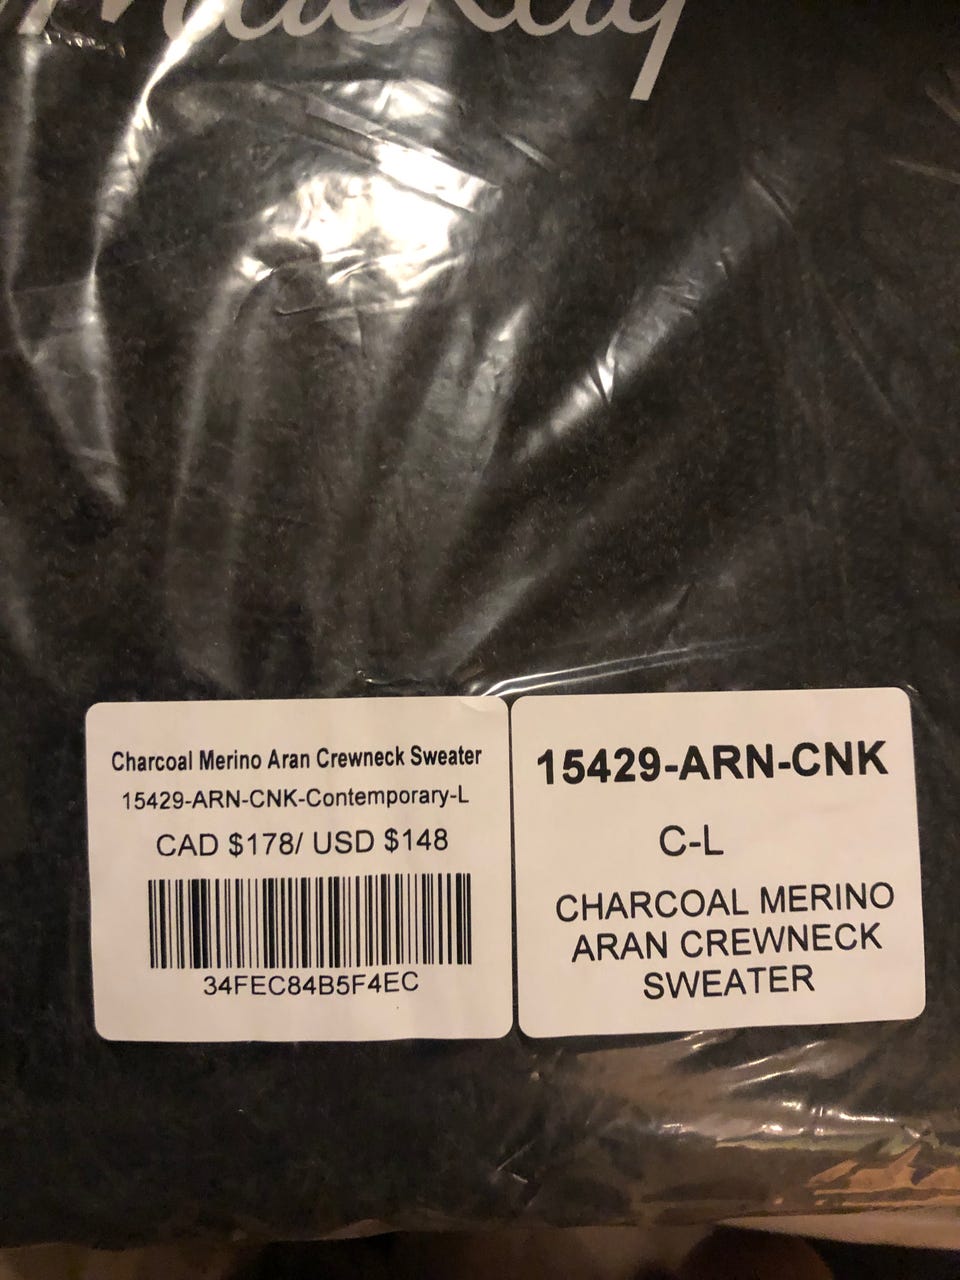 Charcoal Merino Aran Crewneck Sweater
15429-ARN-CNK-Contemporary-L
CAD $178/ USD $148
34FEC84B5F4EC
15429-ARN-CNK
C-L
CHARCOAL MERINO
ARAN CREWNECK
SWEATER